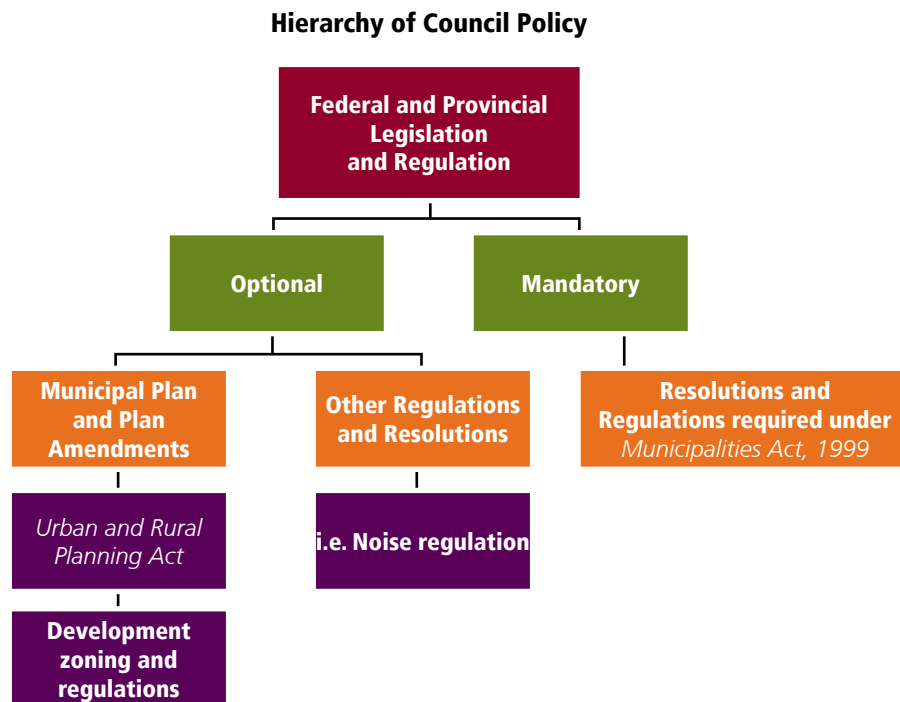 Hierarchy of Council Policy
Federal and Provincial
Legislation
and Regulation
Optional
Mandatory
Municipal Plan
and Plan
Amendments
Other Regulations
and Resolutions
Resolutions and
Regulations required under
Municipalities Act, 1999
Urban and Rural
Planning Act
i.e. Noise regulation
Development
zoning and
regulations